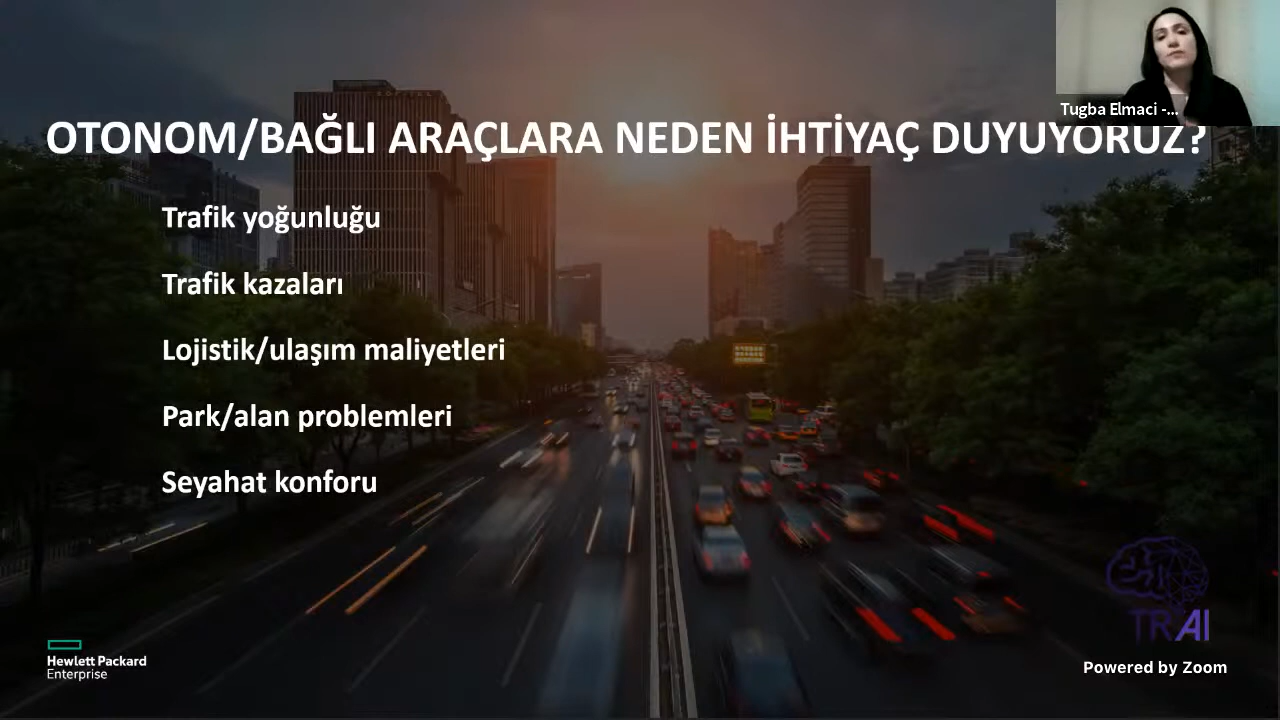 Tugba Elmaci -...
OTONOM/BAĞLI ARAÇLARA NEDEN İHTİYAÇ DUYUYORUZ?
Trafik yoğunluğu
Trafik kazaları
Lojistik/ulaşım maliyetleri
Park/alan problemleri
Seyahat konforu
TRAI
Hewlett Packard
Enterprise
Powered by Zoom